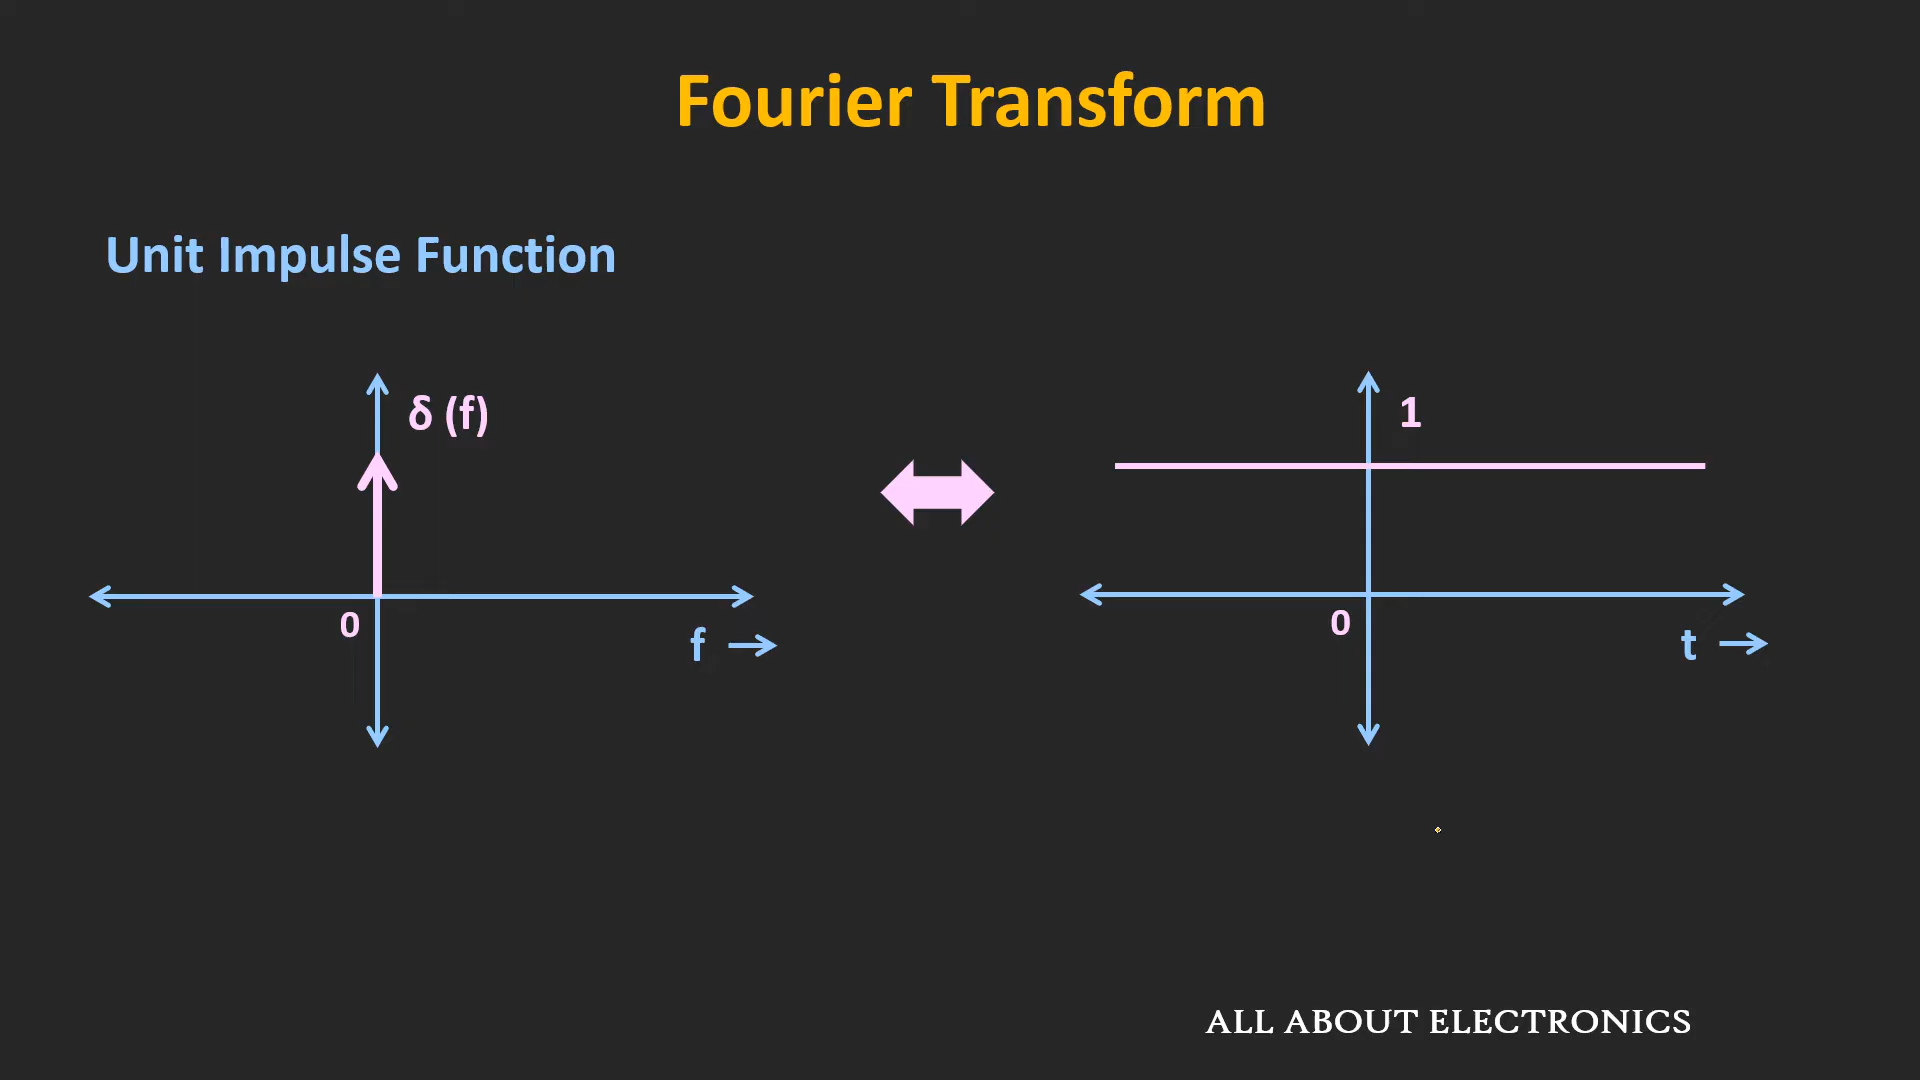 Fourier Transform
Unit Impulse Function
δ (f)
1
0
0
f
t
ALL ABOUT ELECTRONICS